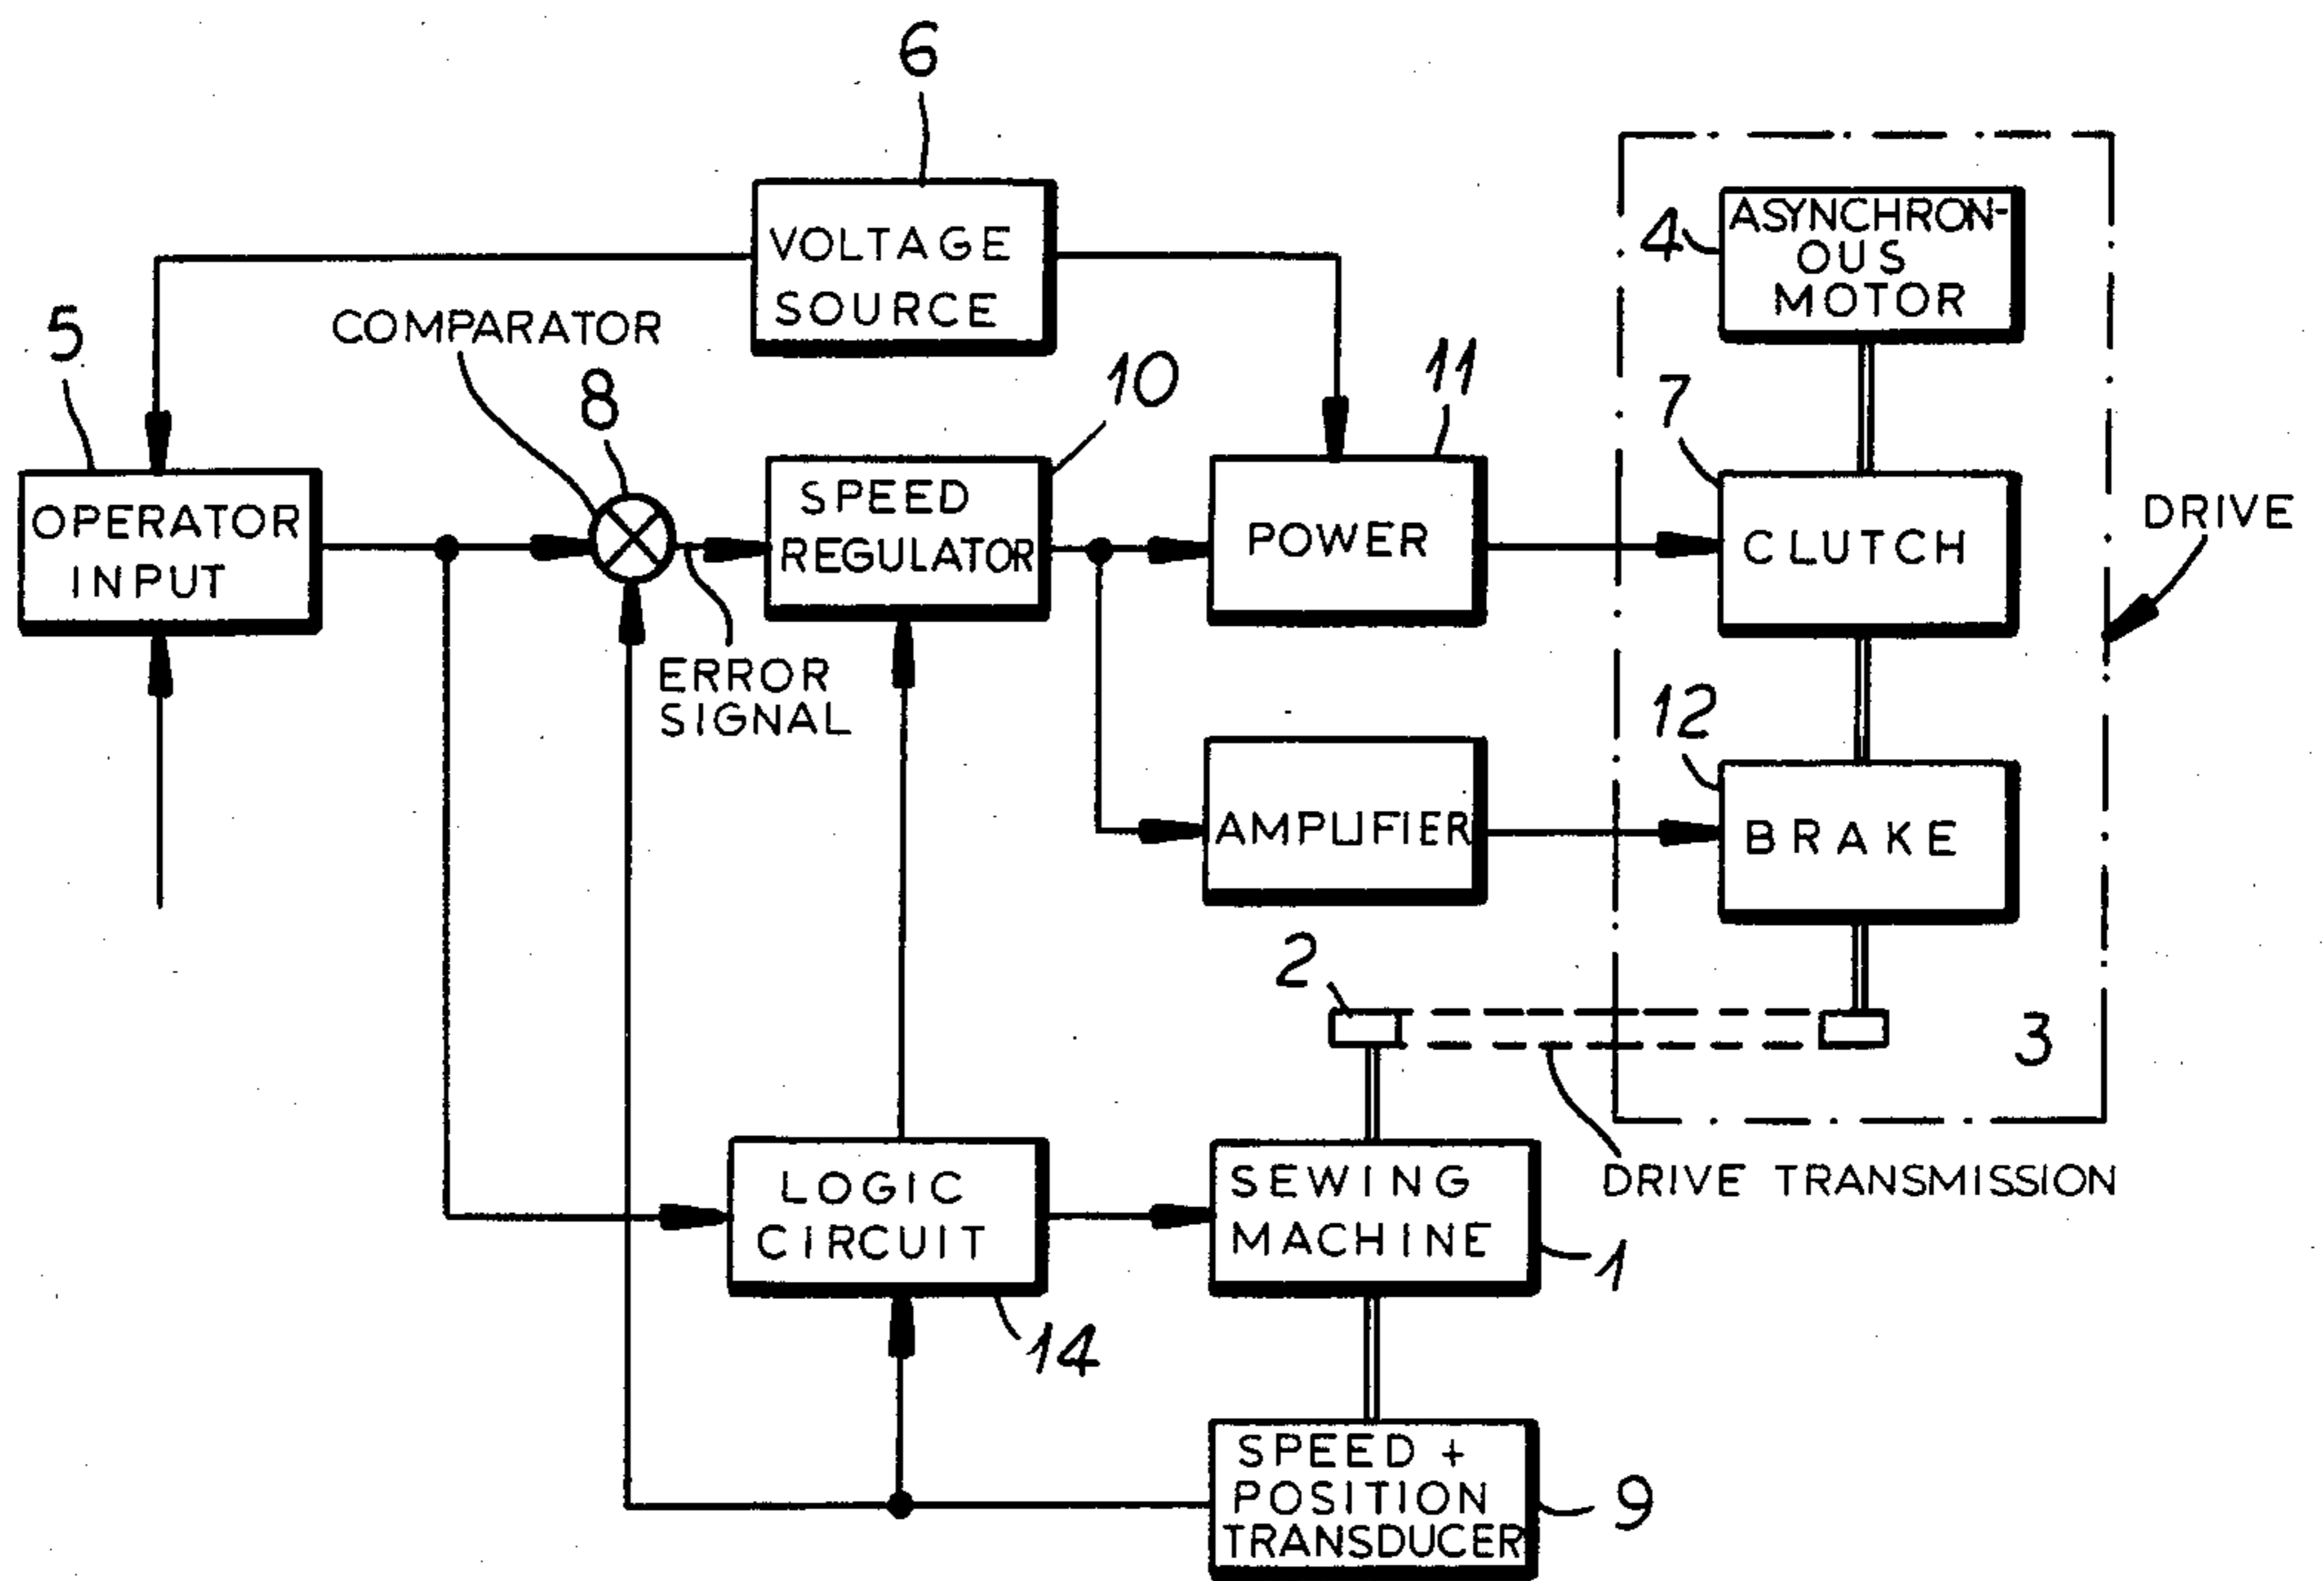 6
VOLTAGE
SOURCE
4
ASYNCHRON-
OUS
MOTOR
5
COMPARATOR
8
10
11
7
OPERATOR
INPUT
SPEED
REGULATOR
POWER
CLUTCH
DRIVE
ERROR
SIGNAL
12
AMPLIFIER
BRAKE
2
3
LOGIC
CIRCUIT
SEWING
MACHINE
DRIVE TRANSMISSION
1
14
SPEED +
POSITION
TRANSDUCER
9